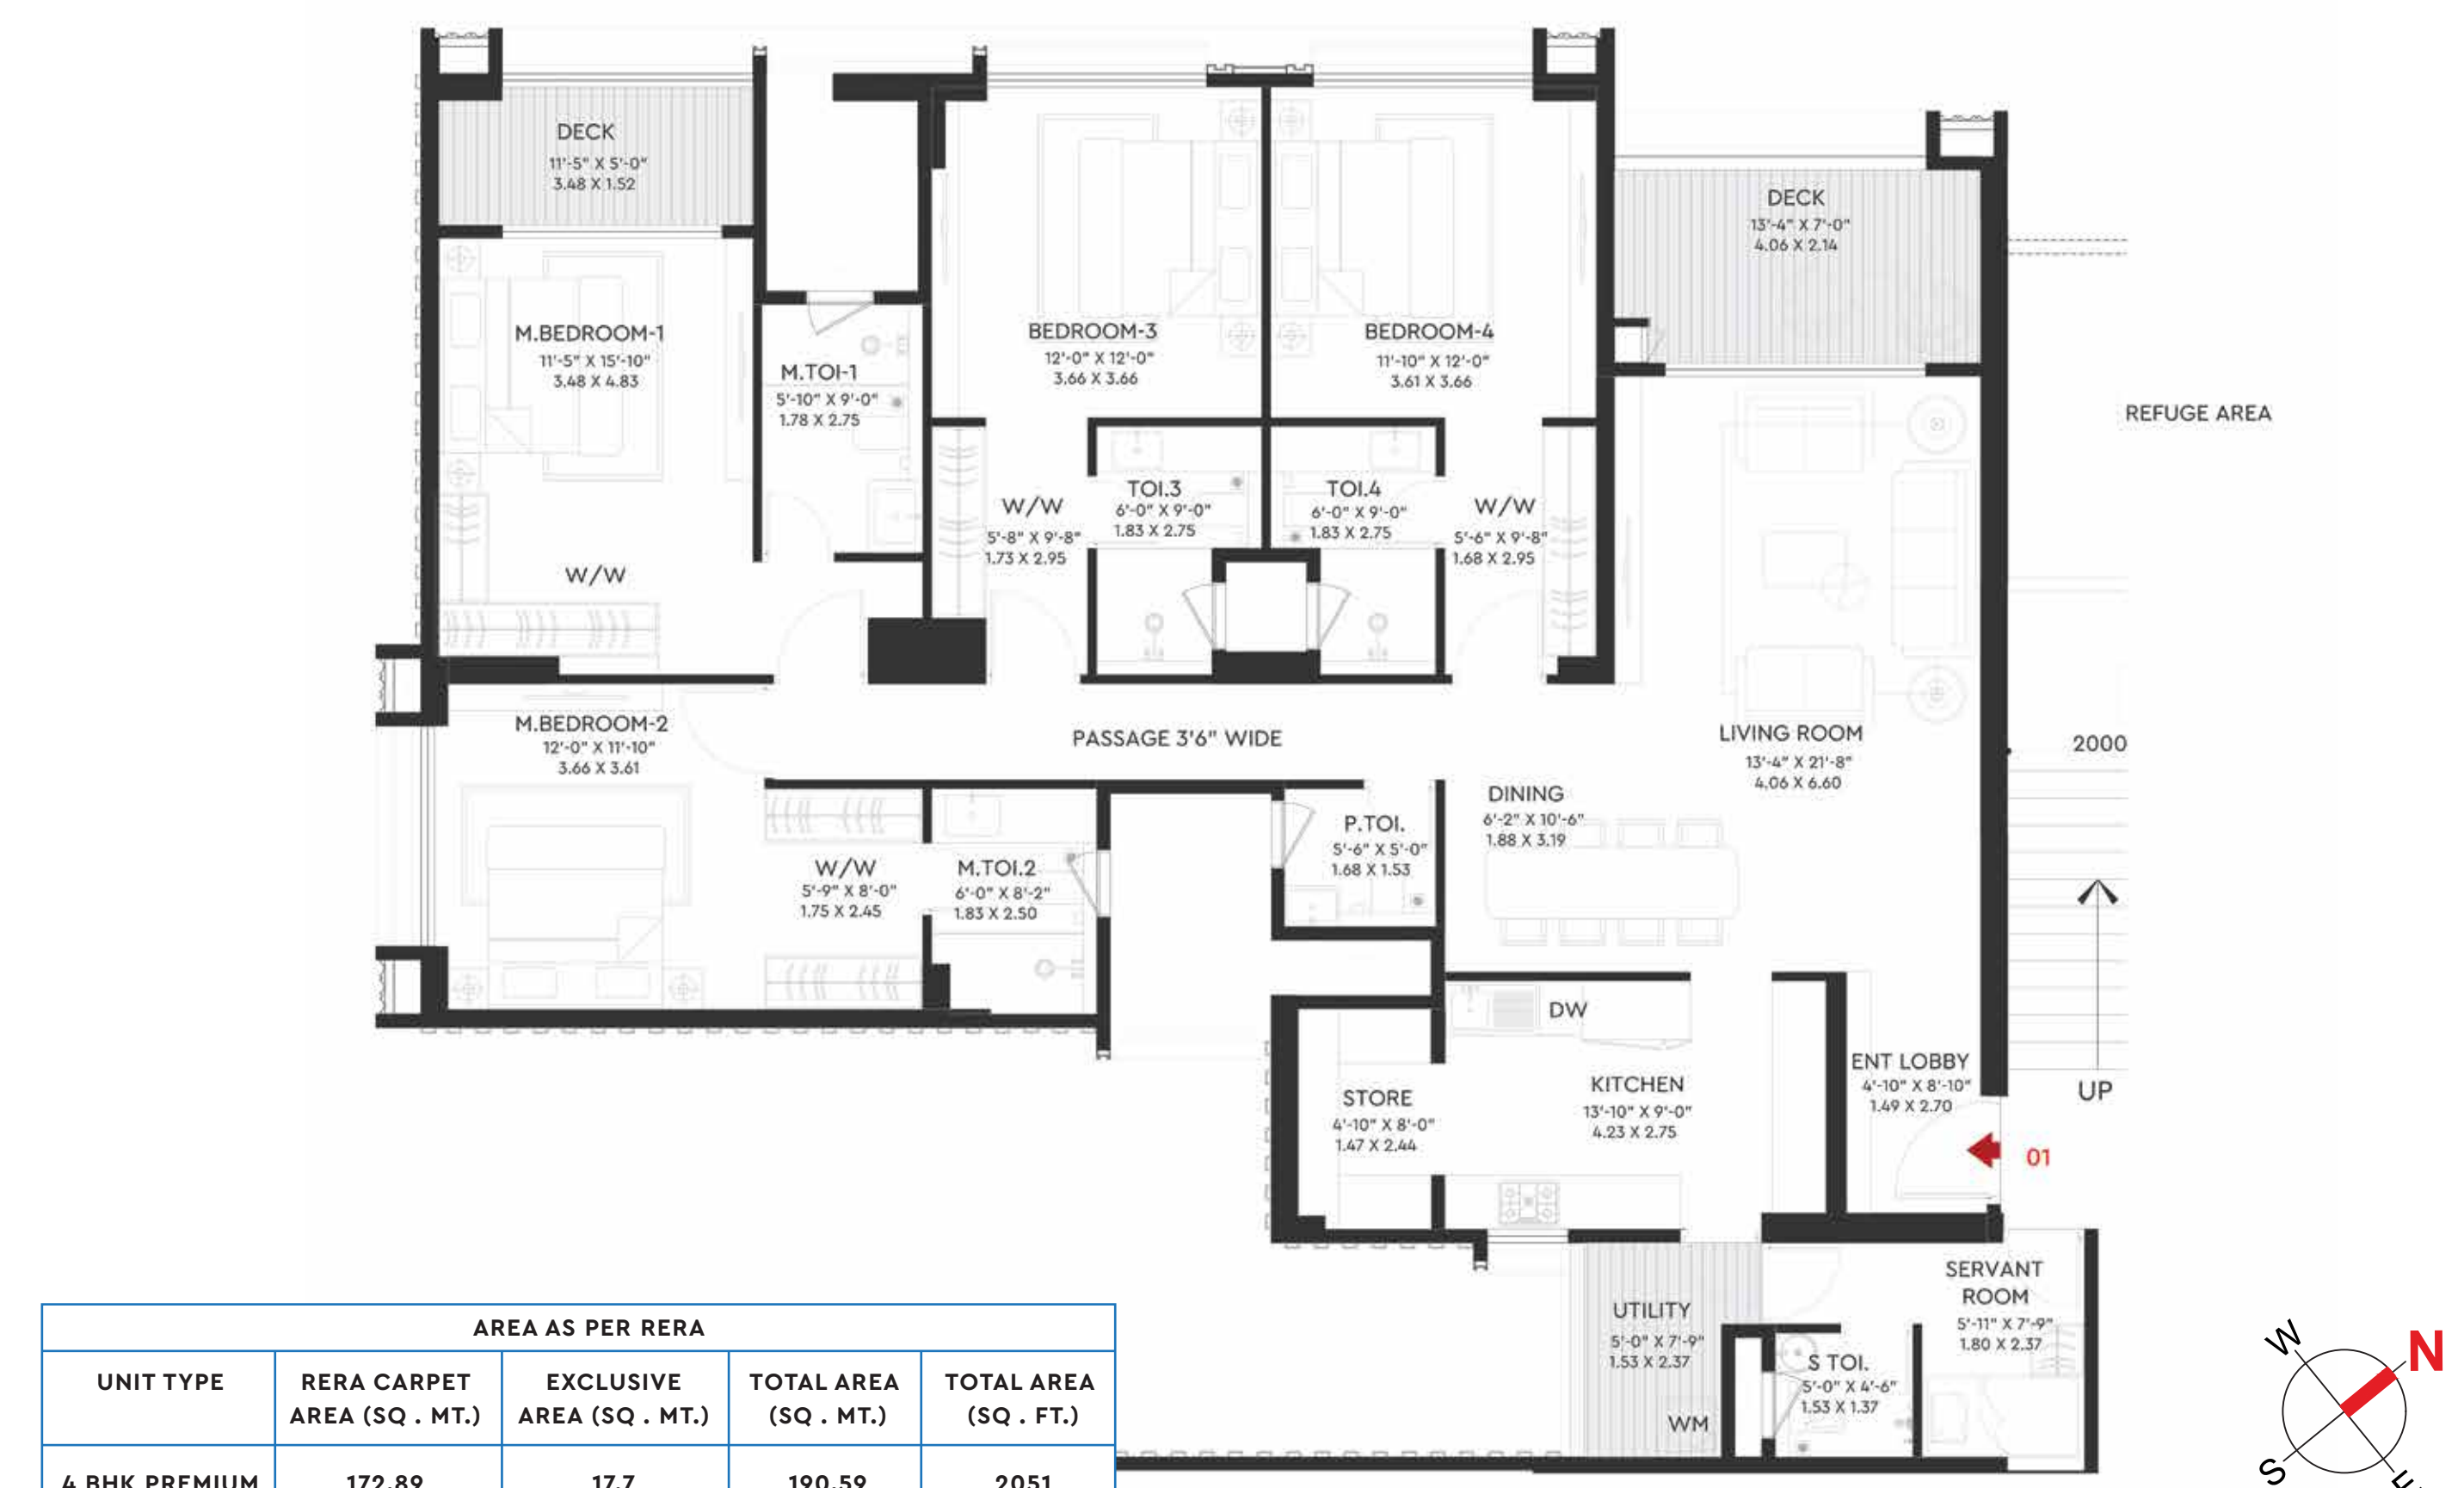 DECK
11'-5" X 5'-0"
3.48 X 1.52
DECK
13'-4" X 7'-0"
4.06 X 2.14
M.BEDROOM-1
11'-5" X 15'-10"
3.48 X 4.83
M.TOI-1
5'-10" X 9'-0"
1.78 X 2.75
BEDROOM-3
12'-0" X 12'-0"
3.66 X 3.66
BEDROOM-4
11'-10" X 12'-0"
3.61 X 3.66
REFUGE AREA
W/W
W/W
5'-8" X 9'-8"
1.73 X 2.95
TOI.3
6'-0" X 9'-0"
1.83 X 2.75
TOI.4
6'-0" X 9'-0"
1.83 X 2.75
W/W
5'-6" X 9'-8"
1.68 X 2.95
M.BEDROOM-2
12'-0" X 11'-10"
3.66 X 3.61
PASSAGE 3'6" WIDE
LIVING ROOM
13'-4" X 21'-8"
4.06 X 6.60
2000
DINING
6'-2" X 10'-6"
1.88 X 3.19
P.TOI.
5'-6" X 5'-0"
1.68 X 1.53
W/W
5'-9" X 8'-0"
1.75 X 2.45
M.TOI.2
6'-0" X 8'-2"
1.83 X 2.50
DW
STORE
4'-10" X 8'-0"
1.47 X 2.44
KITCHEN
13'-10" X 9'-0"
4.23 X 2.75
ENT LOBBY
4'-10" X 8'-10"
1.49 X 2.70
UP
01
UTILITY
5'-0" X 7'-9"
1.53 X 2.37
WM
S TOI.
5'-0" X 4'-6"
1.53 X 1.37
SERVANT
ROOM
5'-11" X 7'-9"
1.80 X 2.37
AREA AS PER RERA
UNIT TYPE
RERA CARPET
AREA (SQ . MT.)
EXCLUSIVE
AREA (SQ . MT.)
TOTAL AREA
(SQ . MT.)
TOTAL AREA
(SQ . FT.)
4 BHK PREMIUM 172.89 17.7 190.59 2051
W
N
S
E